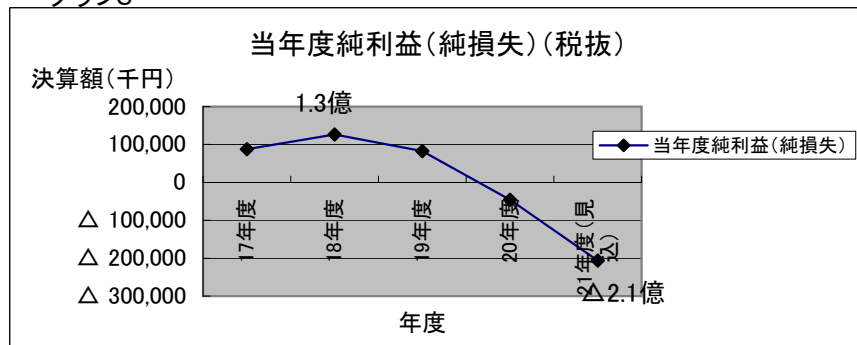 当年度純利益（純損失）（税抜）
決算額（千円）
200,000
100,000
0
△ 100,000
△ 200,000
△ 300,000
1.3億
△2.1億
17年度
18年度
19年度
20年度
21年度（見込）
年度
当年度純利益（純損失）